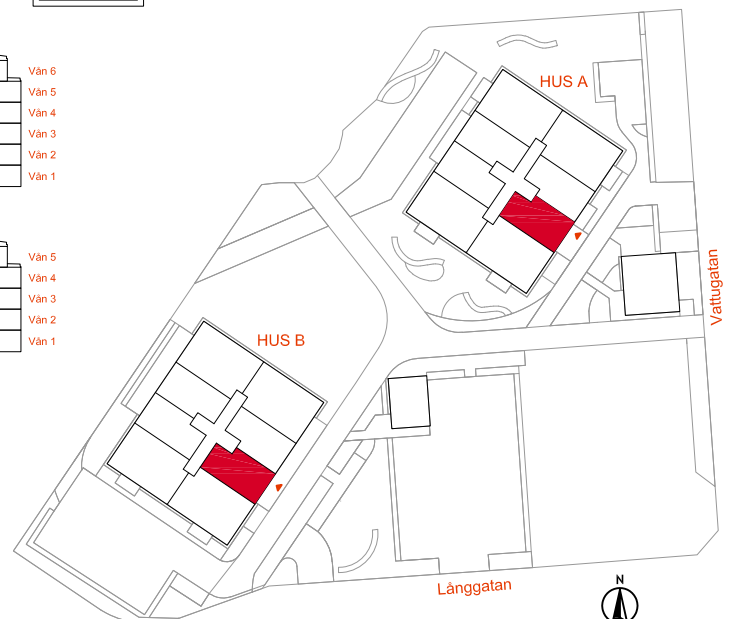 Vån 6
Vån 5
Vån 4
Vån 3
Vån 2
Vån 1
Vån 5
Vån 4
Vån 3
Vån 2
Vån 1
HUS A
HUS B
Vattugatan
Långgatan
N